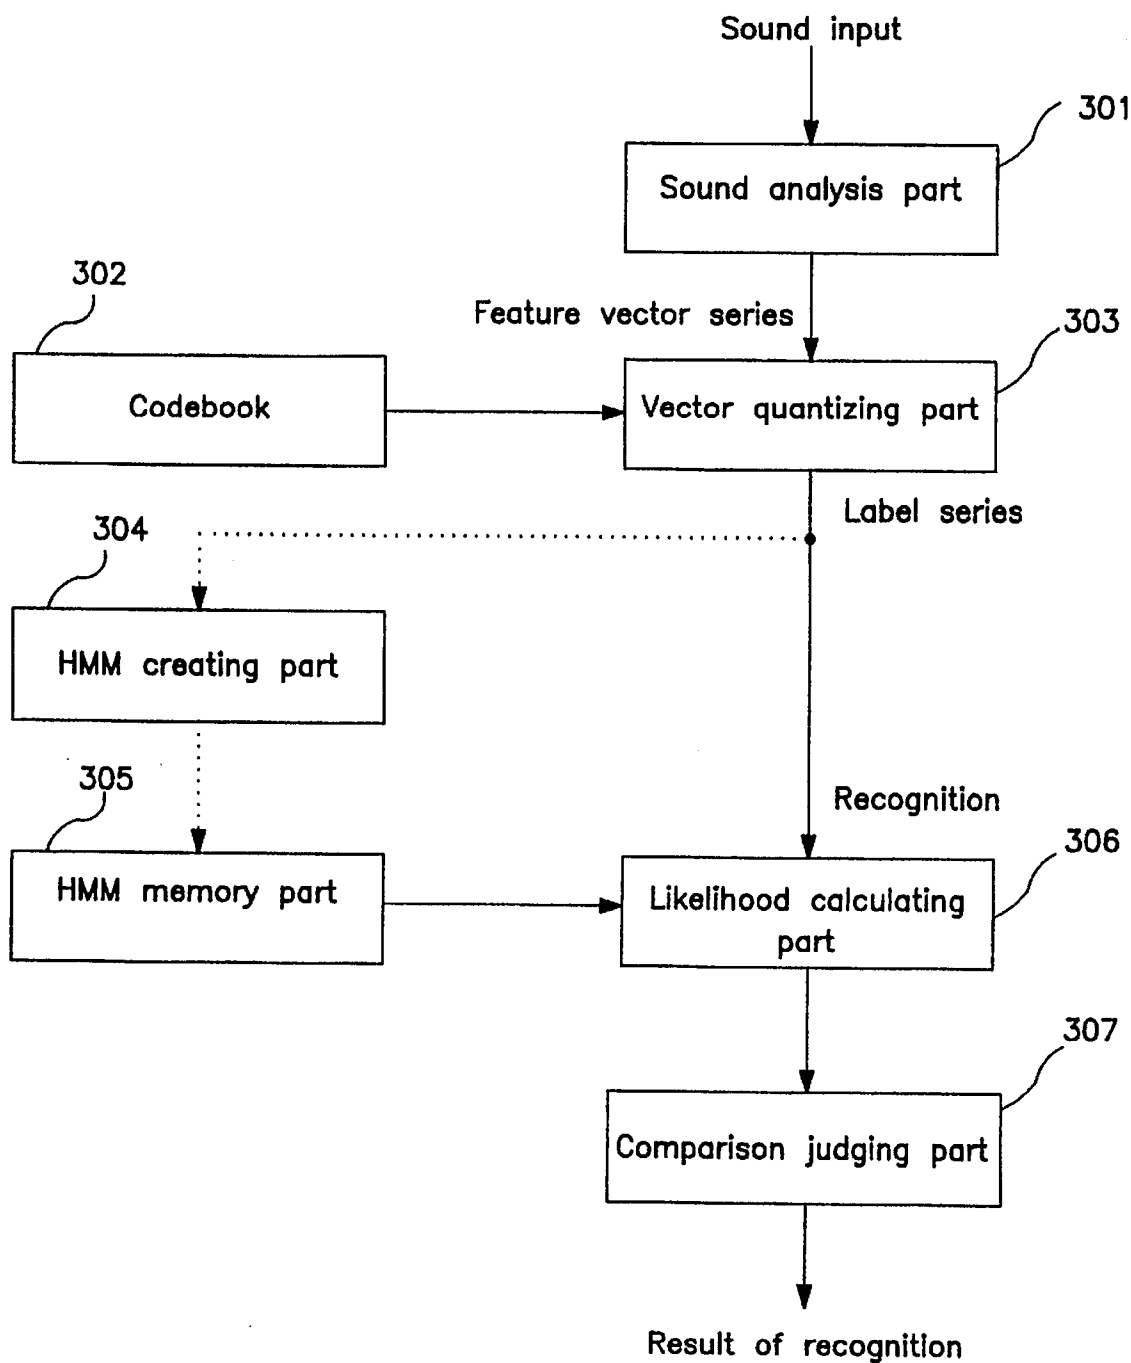 Sound input
301
Sound analysis part
302
Feature vector series
303
Codebook
Vector quantizing part
Label series
304
HMM creating part
305
Recognition
306
HMM memory part
Likelihood calculating
part
307
Comparison judging part
Result of recognition